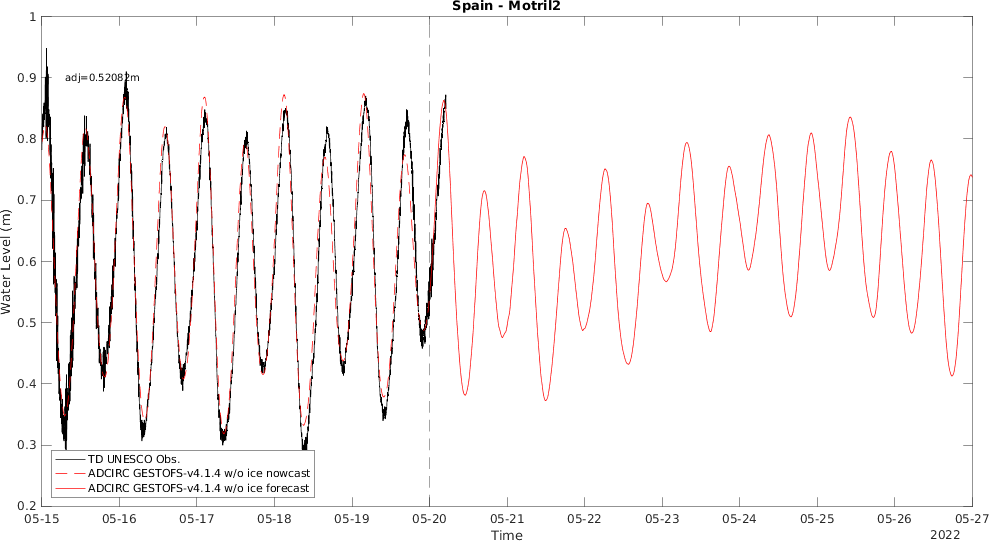 Spain - Motril2
1
0.9
0.8
0.7
0.6
0.5
0.4
0.3
0.2
Water Level (m)
adj=0.52082m
TD UNESCO Obs.
ADCIRC GESTOFS-v4.1.4 w/o ice nowcast
ADCIRC GESTOFS-v4.1.4 w/o ice forecast
05-15 05-16 05-17 05-18 05-19 05-20 05-21 05-22 05-23 05-24 05-25 05-26 05-27
Time
2022